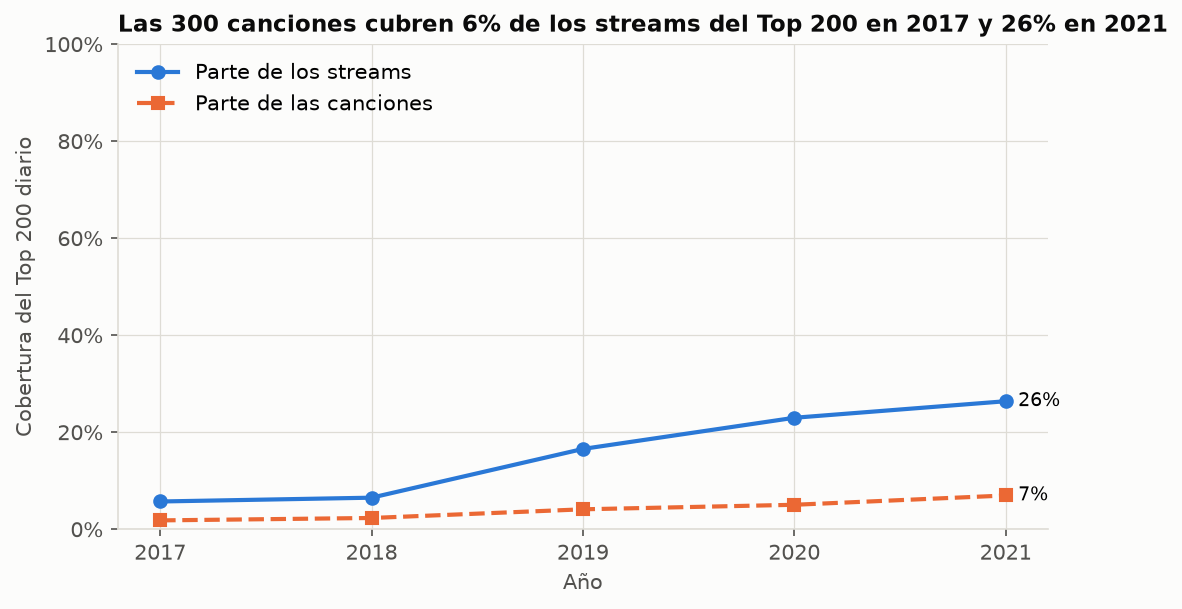 Las 300 canciones cubren 6% de los streams del Top 200 en 2017 y 26% en 2021
100%
80%
60%
40%
20%
0%
Cobertura del Top 200 diario
Parte de los streams
Parte de las canciones
26%
7%
2017
2018
2019
2020
2021
Año